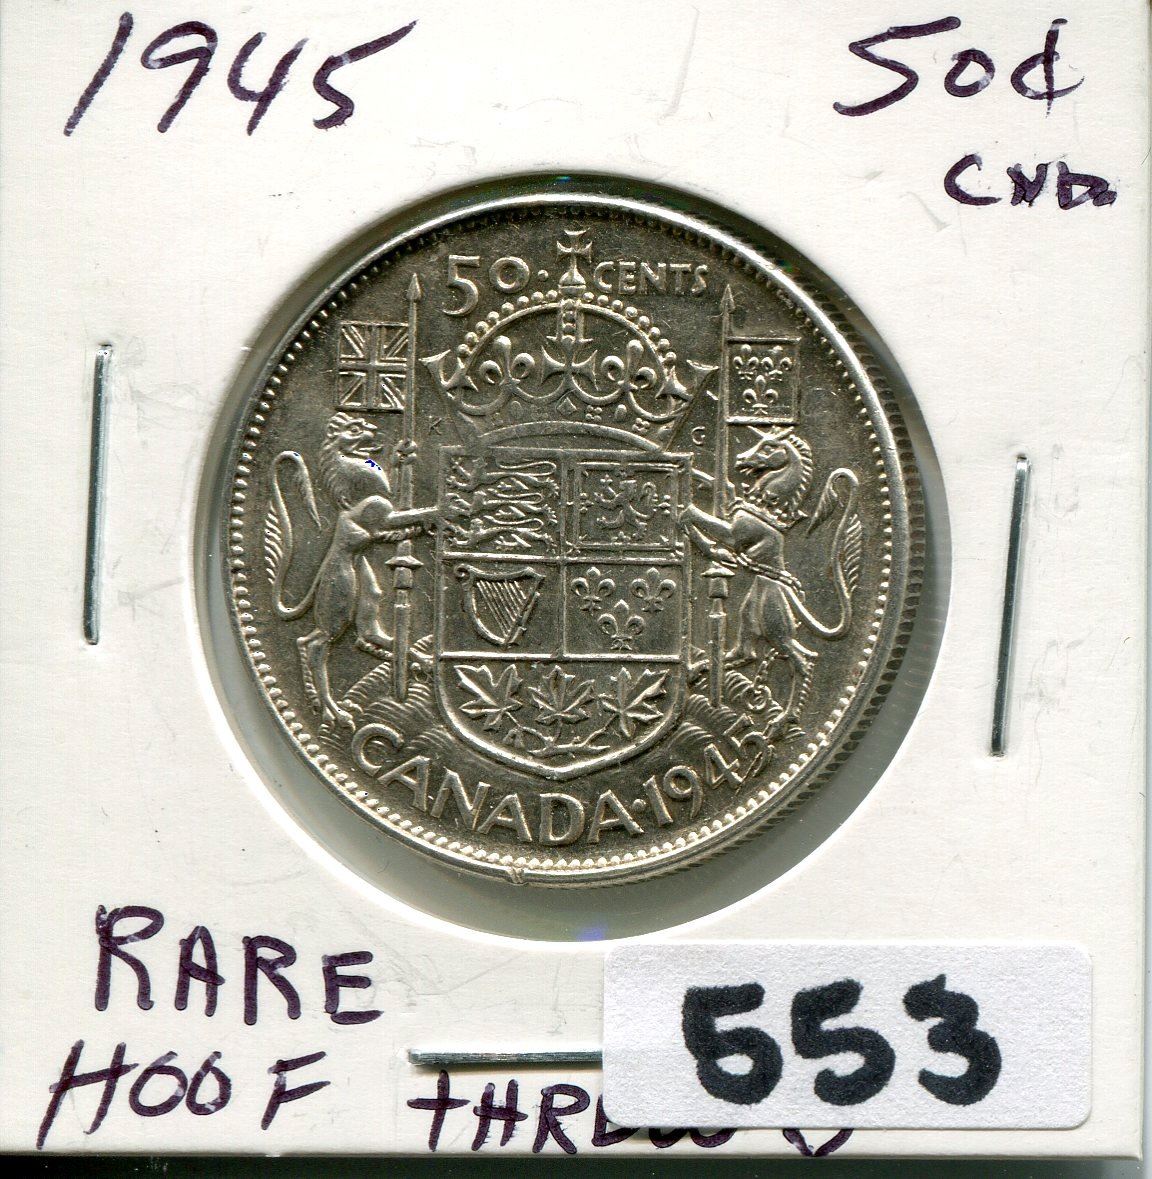 1945 50¢
CND.
50 · CENTS
K G
CANADA · 1945
RARE
HOOF
553